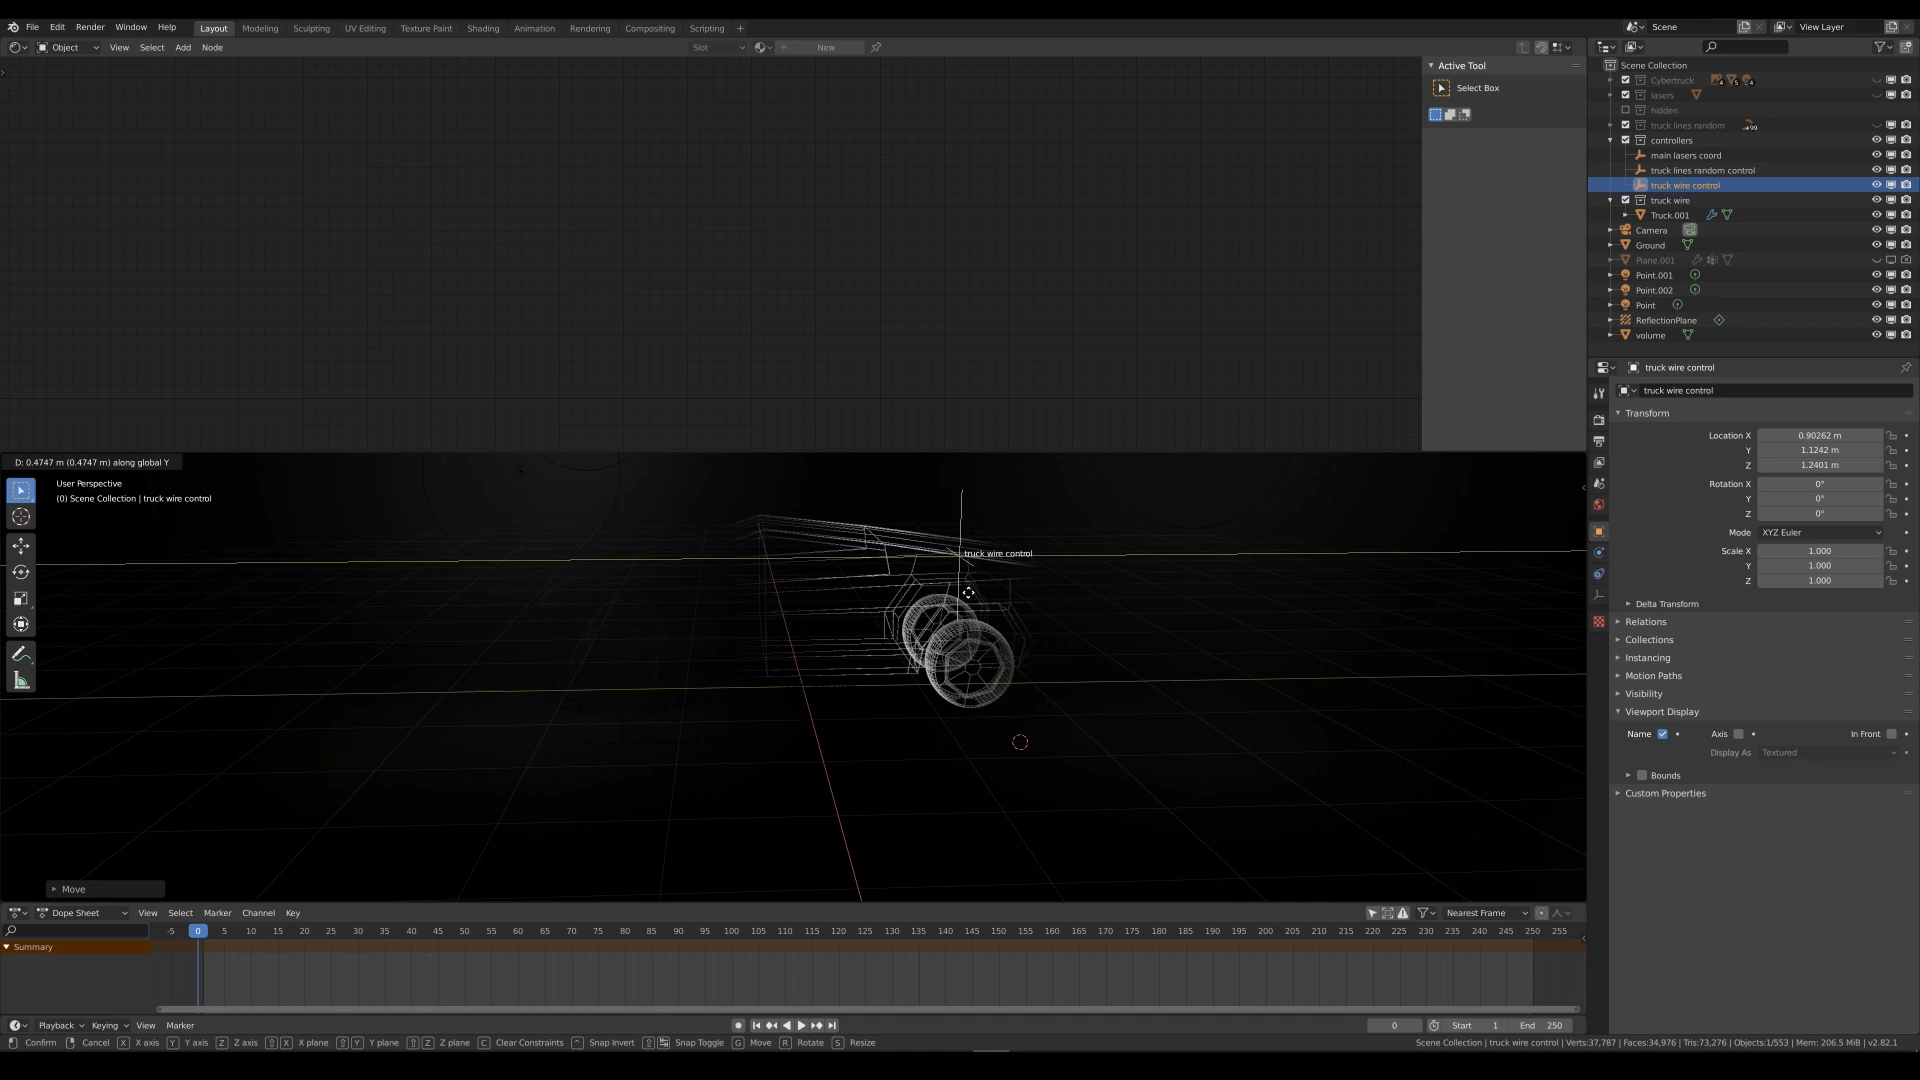 File Edit Render Window Help Layout Modeling Sculpting UV Editing Texture Paint Shading Animation Rendering Compositing Scripting +
Scene View Layer
Object View Select Add Node Slot New
Active Tool
Select Box
Scene Collection
Cybertruck 4 5 4
lasers
hidden
truck lines random +99.
controllers
main lasers coord
truck lines random control
truck wire control
truck wire
Truck.001
Camera
Ground
Plane.001
Point.001
Point.002
Point
ReflectionPlane
volume
truck wire control
truck wire control
Transform
Location X 0.90262 m
Y 1.1242 m
Z 1.2401 m
Rotation X 0°
Y 0°
Z 0°
Mode XYZ Euler
Scale X 1.000
Y 1.000
Z 1.000
Delta Transform
Relations
Collections
Instancing
Motion Paths
Visibility
Viewport Display
Name Axis In Front
Display As Textured
Bounds
Custom Properties
D: 0.4747 m (0.4747 m) along global Y
User Perspective
(0) Scene Collection | truck wire control
truck wire control
Move
Dope Sheet View Select Marker Channel Key Nearest Frame
-5 0 5 10 15 20 25 30 35 40 45 50 55 60 65 70 75 80 85 90 95 100 105 110 115 120 125 130 135 140 145 150 155 160 165 170 175 180 185 190 195 200 205 210 215 220 225 230 235 240 245 250 255
Summary
Playback Keying View Marker 0 Start 1 End 250
Confirm Cancel X X axis Y Y axis Z Z axis X X plane Y Y plane Z Z plane C Clear Constraints ^ Snap Invert Snap Toggle G Move R Rotate S Resize
Scene Collection | truck wire control | Verts:37,787 | Faces:34,976 | Tris:73,276 | Objects:1/553 | Mem: 206.5 MiB | v2.82.1